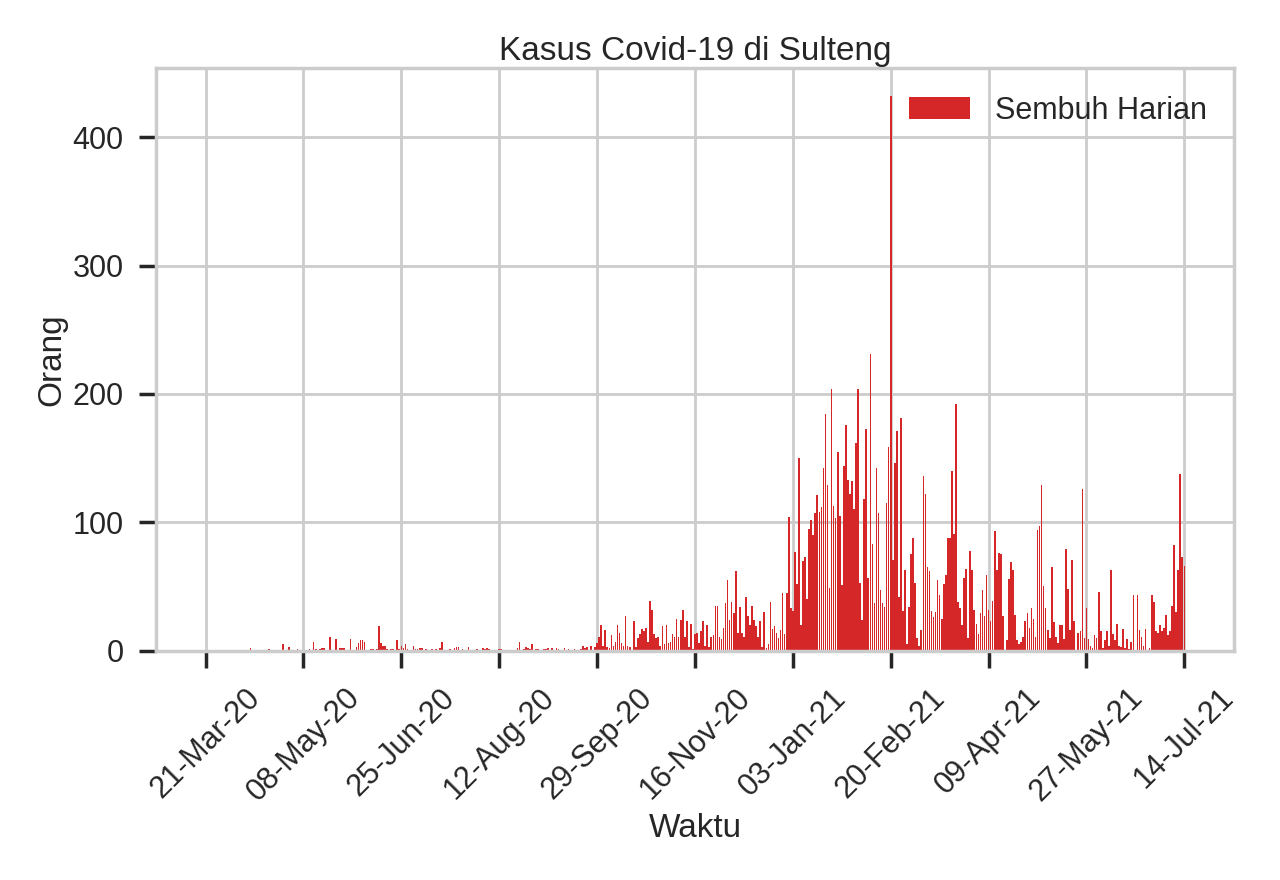 Kasus Covid-19 di Sulteng
Sembuh Harian
400
300
200
100
0
Orang
21-Mar-20
08-May-20
25-Jun-20
12-Aug-20
29-Sep-20
16-Nov-20
03-Jan-21
20-Feb-21
09-Apr-21
27-May-21
14-Jul-21
Waktu